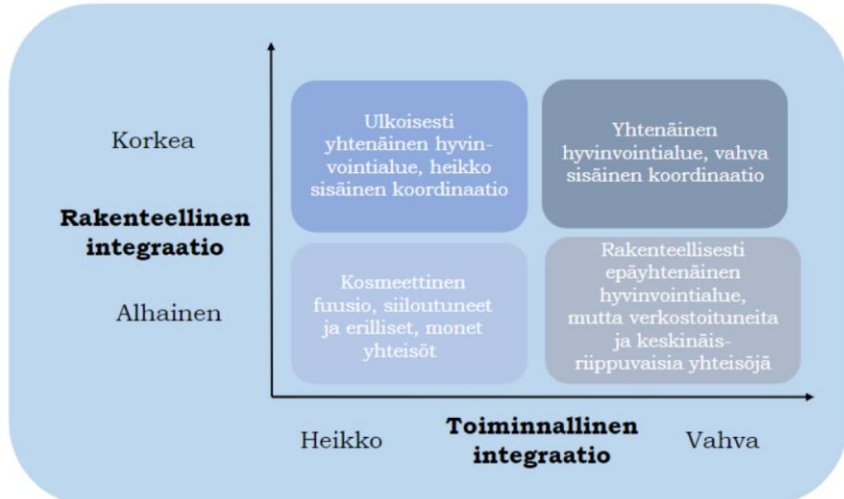 Korkea
Rakenteellinen
integraatio
Alhainen
Ulkoisesti
yhtenäinen hyvin-
vointialue, heikko
sisäinen koordinaatio
Yhtenäinen
hyvinvointialue, vahva
sisäinen koordinaatio
Kosmeettinen
fuusio, siiloutuneet
ja erilliset, monet
yhteisöt
Rakenteellisesti
epäyhtenäinen
hyvinvointialue,
mutta verkostoituneita
ja keskinäis-
riippuvaisia yhteisöjä
Heikko
Toiminnallinen
integraatio
Vahva